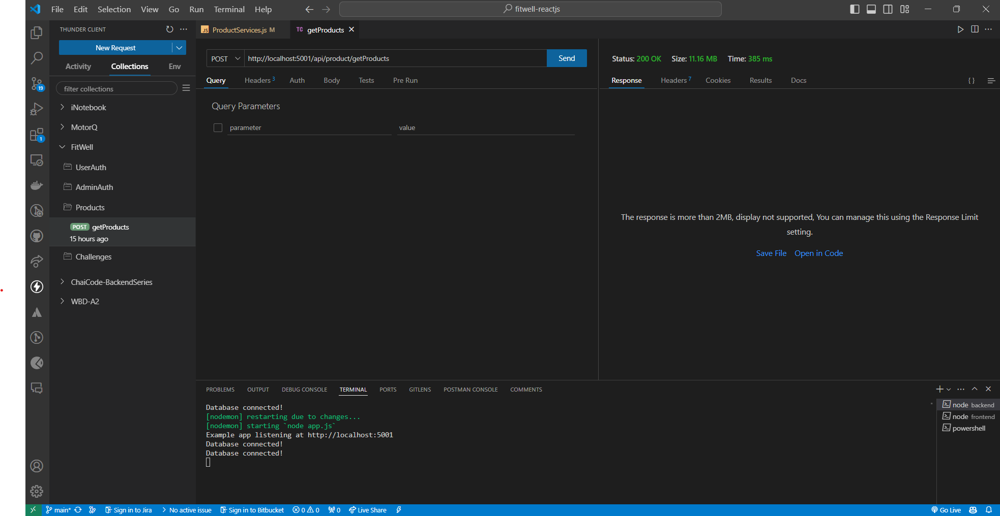 File Edit Selection View Go Run Terminal Help
fitwell-reactjs
THUNDER CLIENT
New Request
Activity Collections Env
filter collections
iNotebook
MotorQ
FitWell
UserAuth
AdminAuth
Products
POST getProducts
15 hours ago
Challenges
ChaiCode-BackendSeries
WBD-A2
19
1
JS ProductServices.js M
TC getProducts
POST http://localhost:5001/api/product/getProducts Send
Query Headers 3 Auth Body Tests Pre Run
Query Parameters
parameter value
Status: 200 OK Size: 11.16 MB Time: 385 ms
Response Headers 7 Cookies Results Docs { }
The response is more than 2MB, display not supported, You can manage this using the Response Limit
setting.
Save File Open in Code
PROBLEMS OUTPUT DEBUG CONSOLE TERMINAL PORTS GITLENS POSTMAN CONSOLE COMMENTS
Database connected!
[nodemon] restarting due to changes...
[nodemon] starting `node app.js`
Example app listening at http://localhost:5001
Database connected!
Database connected!
node backend
node frontend
powershell
main* Sign in to Jira No active issue Sign in to Bitbucket 0 0 0 Live Share Go Live